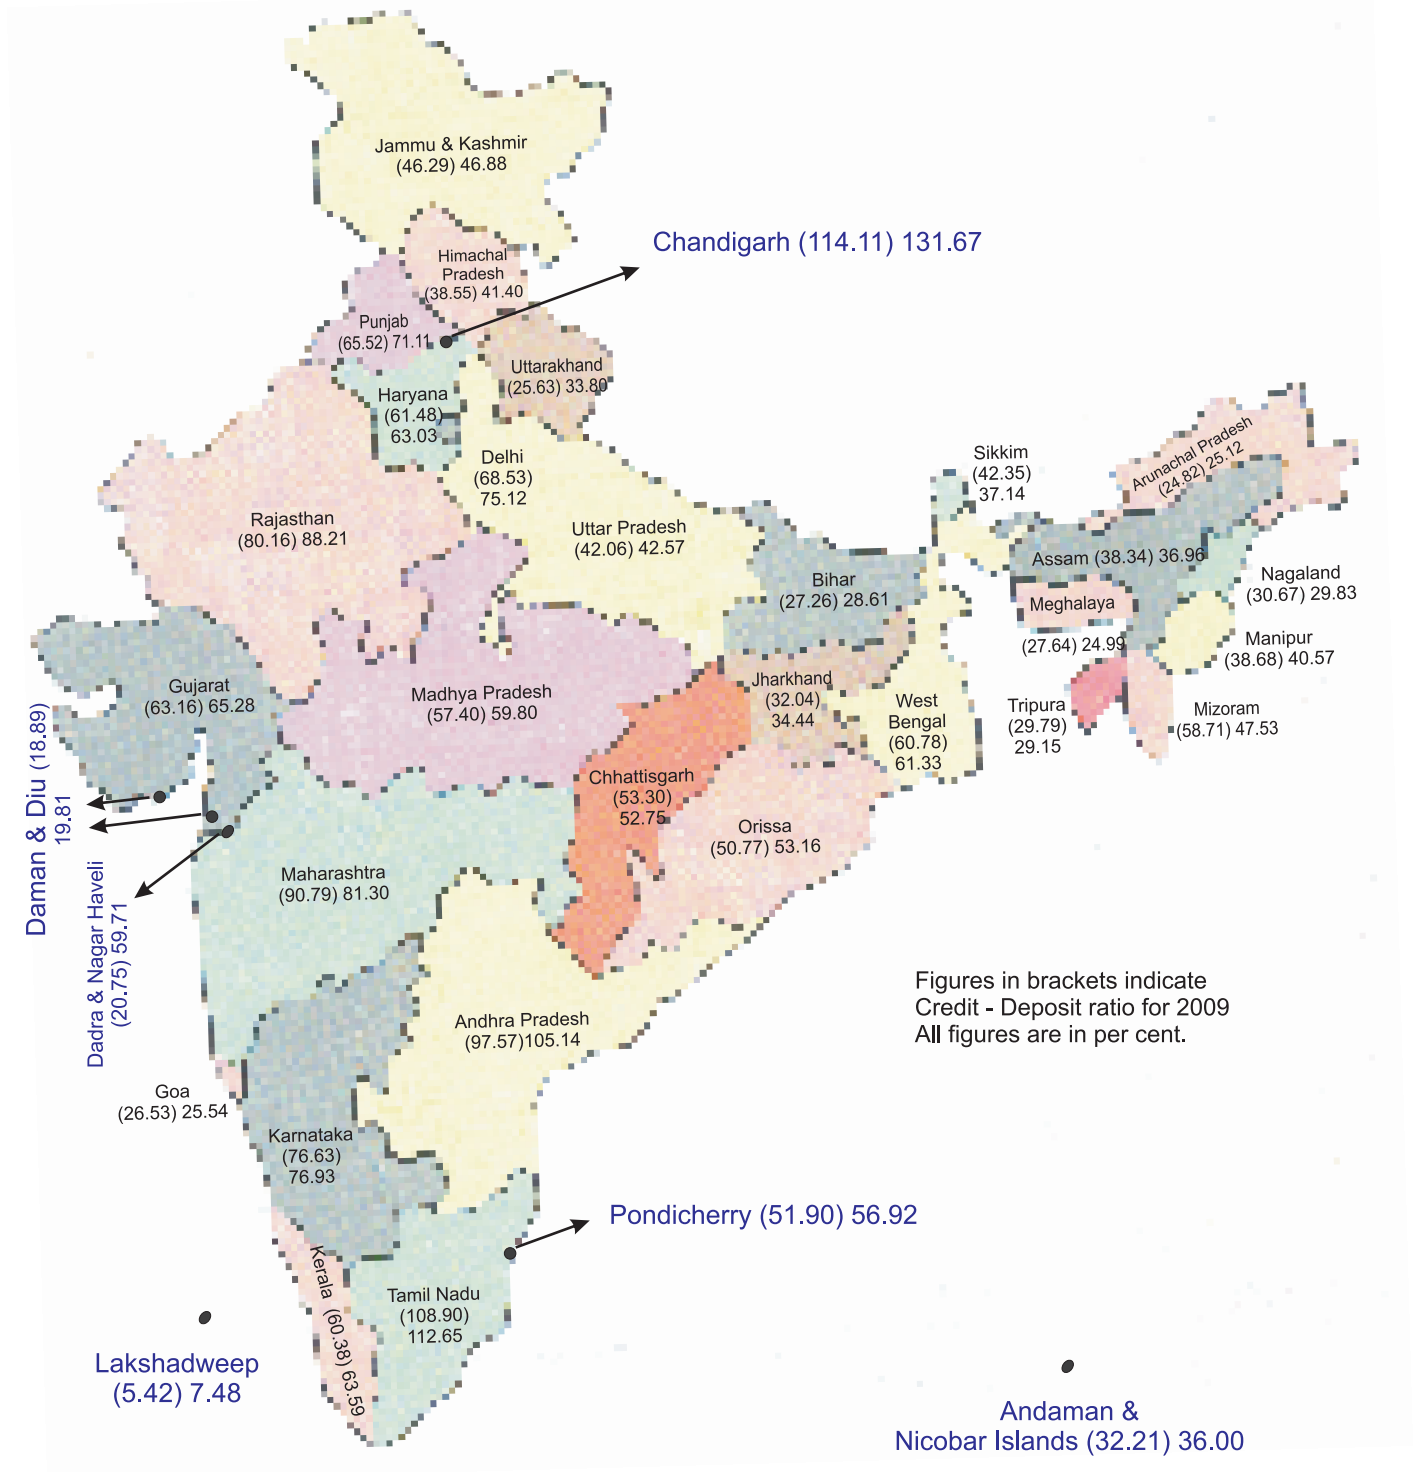 Jammu & Kashmir
(46.29) 46.88
Chandigarh (114.11) 131.67
Himachal
Pradesh
(38.55) 41.40
Punjab
(65.52) 71.11
Uttarakhand
(25.63) 33.80
Haryana
(61.48)
63.03
Delhi
(68.53)
75.12
Sikkim
(42.35)
37.14
Arunachal Pradesh
(24.82) 25.12
Rajasthan
(80.16) 88.21
Uttar Pradesh
(42.06) 42.57
Bihar
(27.26) 28.61
Assam (38.34) 36.96
Nagaland
(30.67) 29.83
Meghalaya
(27.64) 24.99
Manipur
(38.68) 40.57
Gujarat
(63.16) 65.28
Madhya Pradesh
(57.40) 59.80
Jharkhand
(32.04)
34.44
West
Bengal
(60.78)
61.33
Tripura
(29.79)
29.15
Mizoram
(58.71) 47.53
Daman & Diu (18.89)
19.81
Chhattisgarh
(53.30)
52.75
Orissa
(50.77) 53.16
Maharashtra
(90.79) 81.30
Dadra & Nagar Haveli
(20.75) 59.71
Figures in brackets indicate
Credit - Deposit ratio for 2009
All figures are in per cent.
Andhra Pradesh
(97.57)105.14
Goa
(26.53) 25.54
Karnataka
(76.63)
76.93
Pondicherry (51.90) 56.92
Kerala (60.38) 63.59
Tamil Nadu
(108.90)
112.65
Lakshadweep
(5.42) 7.48
Andaman &
Nicobar Islands (32.21) 36.00